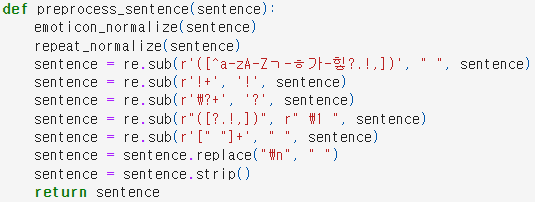 def preprocess_sentence(sentence):
    emoticon_normalize(sentence)
    repeat_normalize(sentence)
    sentence = re.sub(r'([^a-zA-Zㄱ-ㅎ가-힣?.!,])', " ", sentence)
    sentence = re.sub(r'!+', '!', sentence)
    sentence = re.sub(r'₩?+', '?', sentence)
    sentence = re.sub(r"([?.!,])", r" ₩1 ", sentence)
    sentence = re.sub(r'[" "]+', " ", sentence)
    sentence = sentence.replace("₩n", " ")
    sentence = sentence.strip()
    return sentence